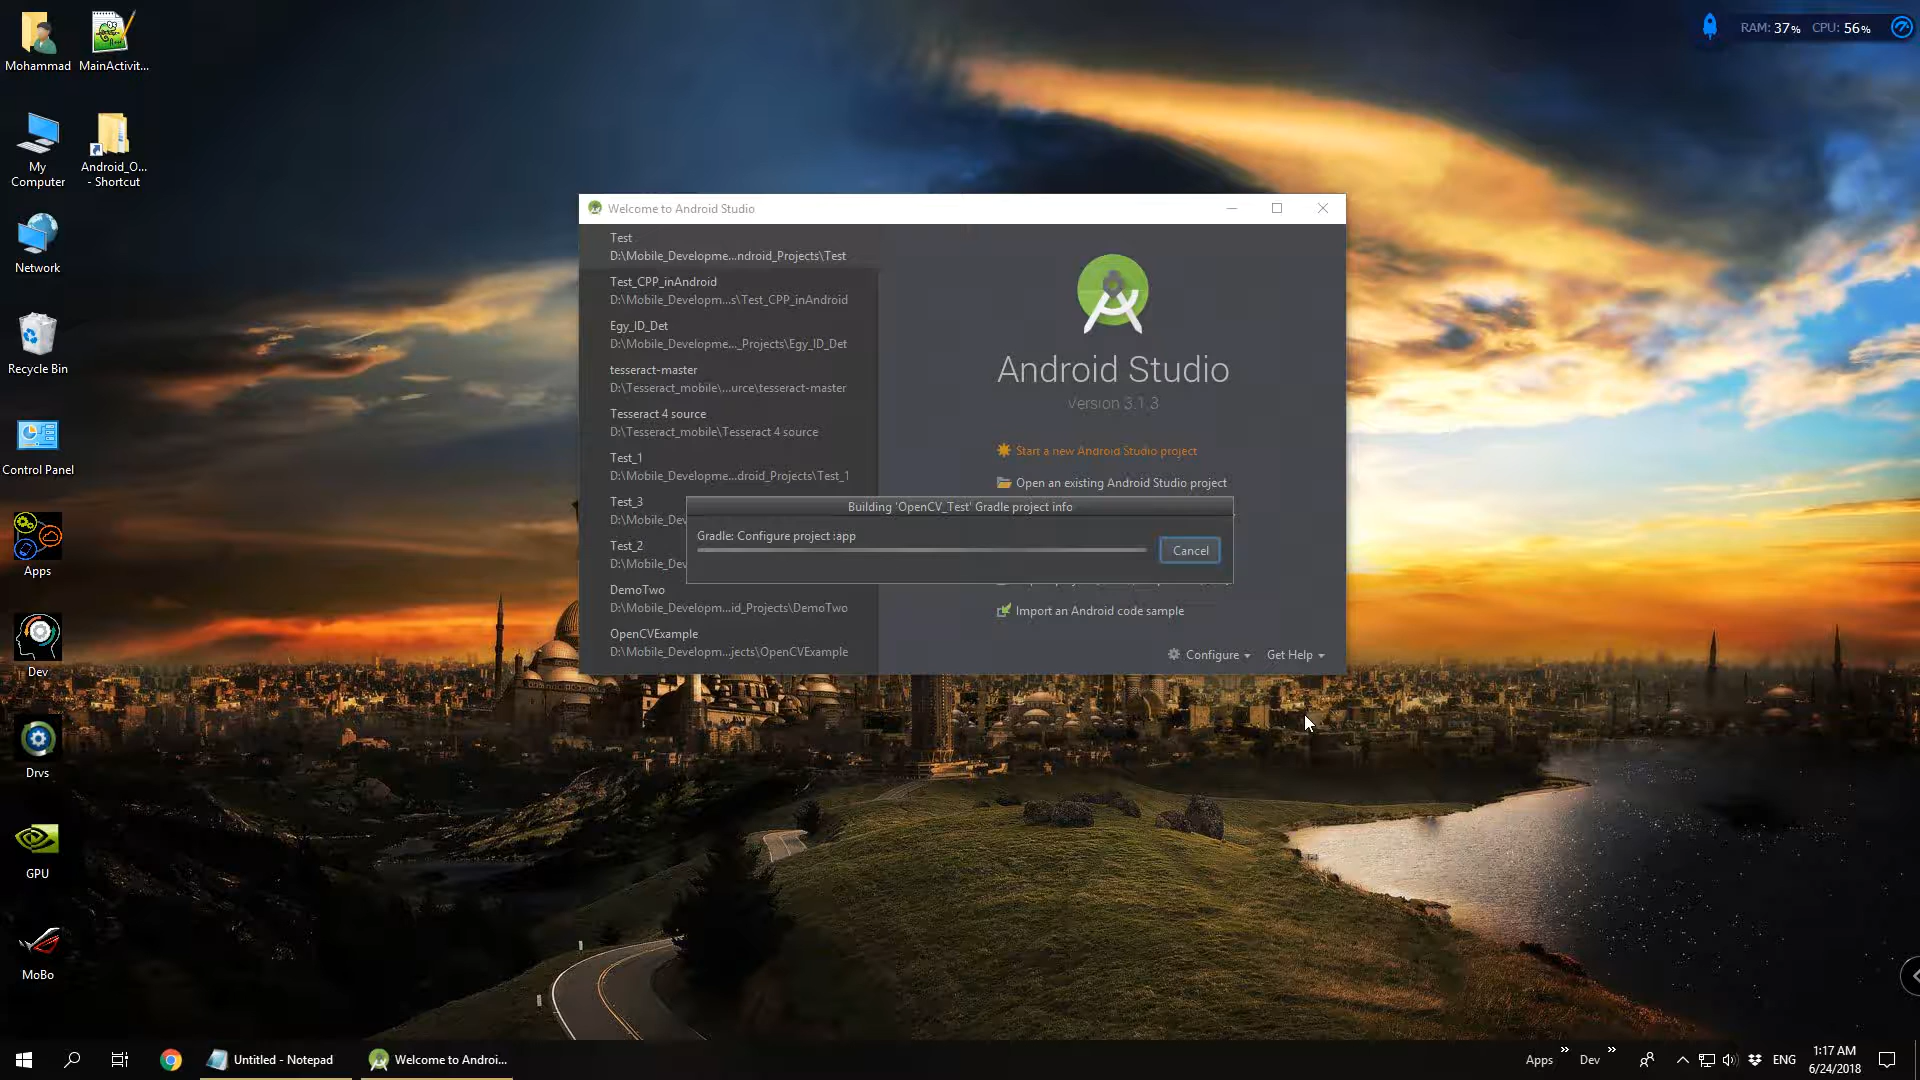 Mohammad
MainActivit...
My Computer
Android_O... - Shortcut
Network
Recycle Bin
Control Panel
Apps
Dev
Drvs
GPU
MoBo
RAM: 37% CPU: 56%
Welcome to Android Studio
Test
D:\Mobile_Developme...ndroid_Projects\Test
Test_CPP_inAndroid
D:\Mobile_Developm...s\Test_CPP_inAndroid
Egy_ID_Det
D:\Mobile_Developme..._Projects\Egy_ID_Det
tesseract-master
D:\Tesseract_mobile\...urce\tesseract-master
Tesseract 4 source
D:\Tesseract_mobile\Tesseract 4 source
Test_1
D:\Mobile_Developme...droid_Projects\Test_1
Test_3
D:\Mobile_Dev
Test_2
D:\Mobile_Dev
DemoTwo
D:\Mobile_Developm...id_Projects\DemoTwo
OpenCVExample
D:\Mobile_Developm...jects\OpenCVExample
Android Studio
Version 3.1.3
Start a new Android Studio project
Open an existing Android Studio project
Building 'OpenCV_Test' Gradle project info
Gradle: Configure project :app
Cancel
Import an Android code sample
Configure
Get Help
Untitled - Notepad
Welcome to Androi...
Apps
Dev
ENG
1:17 AM
6/24/2018